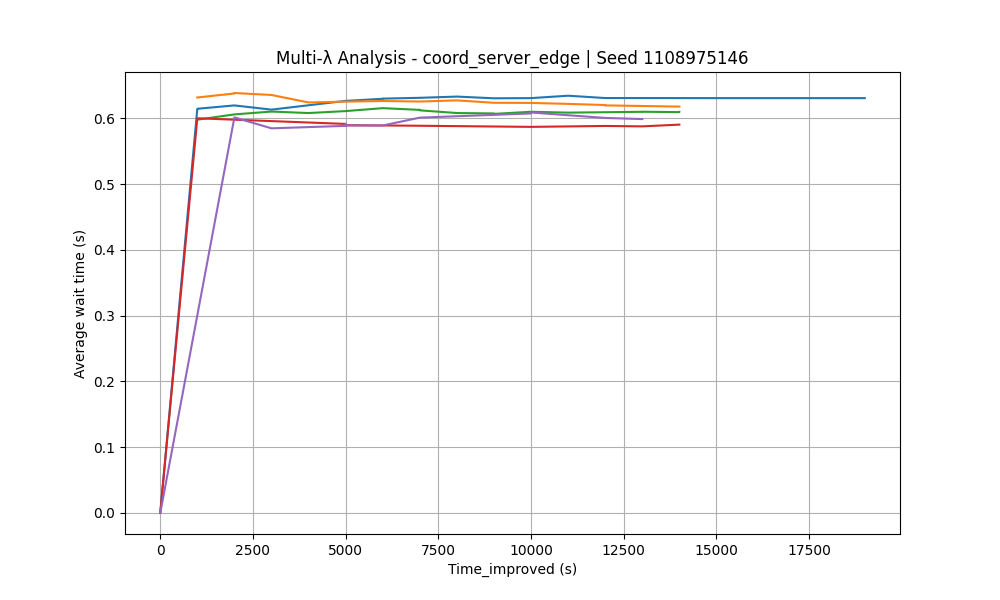 Multi-λ Analysis - coord_server_edge | Seed 1108975146
Average wait time (s)
0.6
0.5
0.4
0.3
0.2
0.1
0.0
0 2500 5000 7500 10000 12500 15000 17500
Time_improved (s)